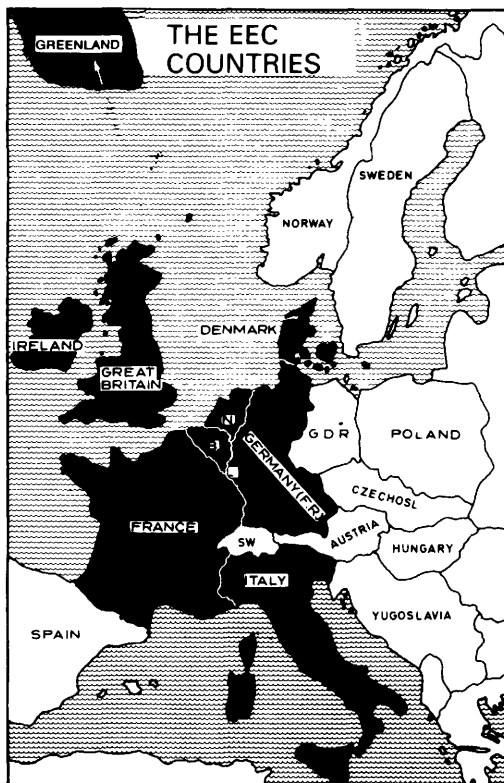 THE EEC
COUNTRIES
GREENLAND
SWEDEN
NORWAY
DENMARK
IRELAND
GREAT
BRITAIN
N
B
GERMANY(F.R)
GDR
POLAND
CZECHOSL
FRANCE
SW
AUSTRIA
HUNGARY
ITALY
YUGOSLAVIA
SPAIN